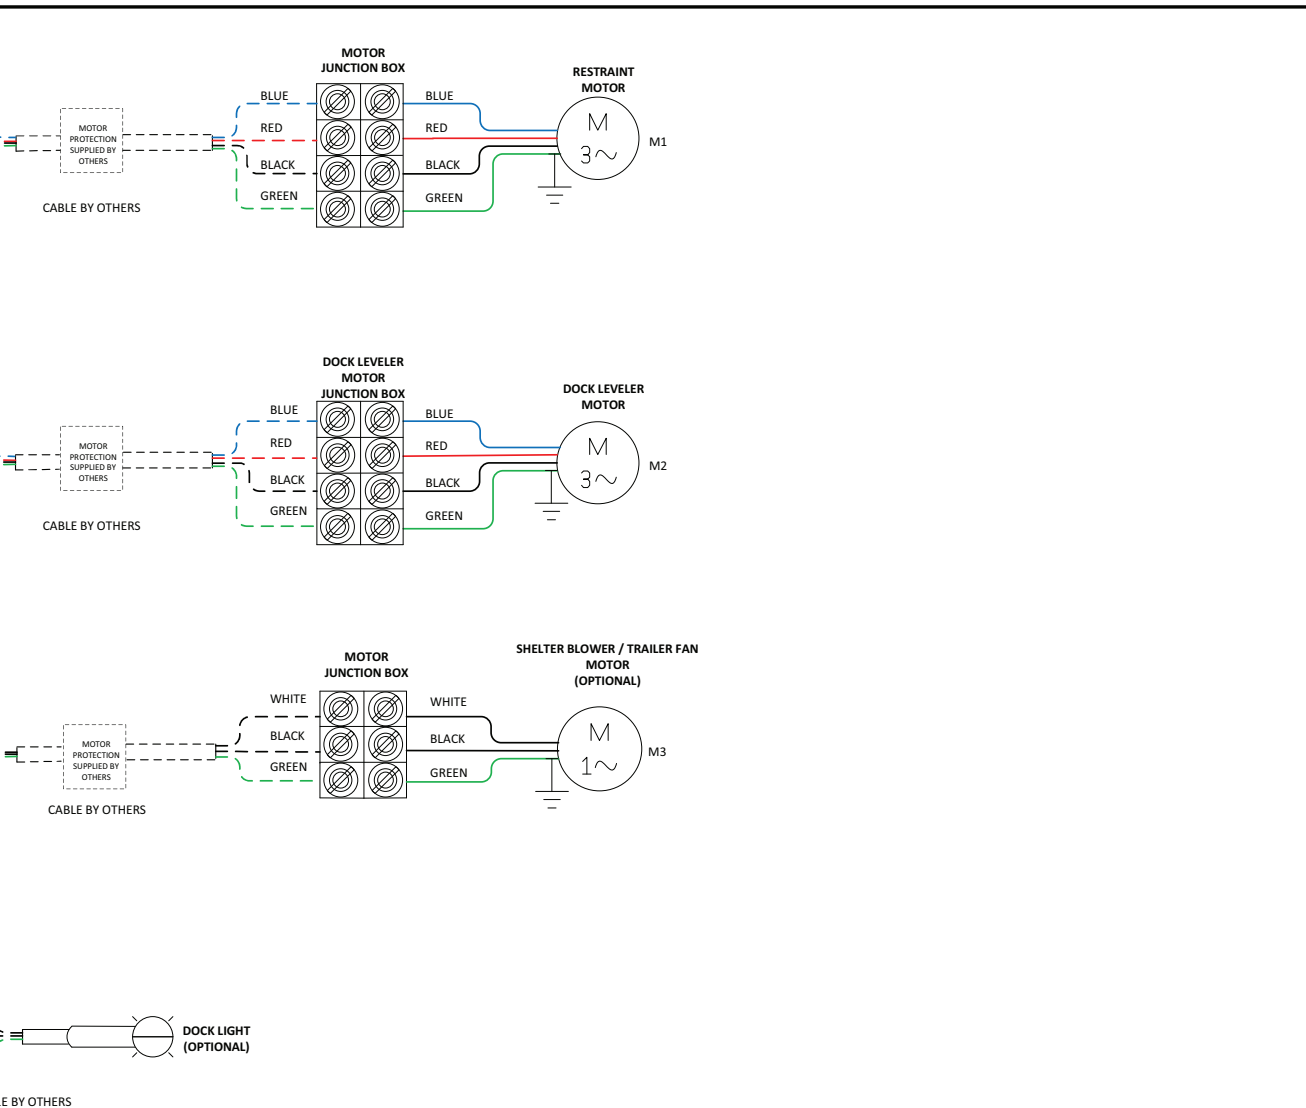 MOTOR
JUNCTION BOX
RESTRAINT
MOTOR
BLUE
BLUE
MOTOR
PROTECTION
SUPPLIED BY
OTHERS
RED
RED
M
3~
M1
BLACK
BLACK
GREEN
GREEN
CABLE BY OTHERS
DOCK LEVELER
MOTOR
JUNCTION BOX
DOCK LEVELER
MOTOR
BLUE
BLUE
MOTOR
PROTECTION
SUPPLIED BY
OTHERS
RED
RED
M
3~
M2
BLACK
BLACK
GREEN
GREEN
CABLE BY OTHERS
MOTOR
JUNCTION BOX
SHELTER BLOWER / TRAILER FAN
MOTOR
(OPTIONAL)
WHITE
WHITE
MOTOR
PROTECTION
SUPPLIED BY
OTHERS
BLACK
BLACK
M
1~
M3
GREEN
GREEN
CABLE BY OTHERS
DOCK LIGHT
(OPTIONAL)
LE BY OTHERS